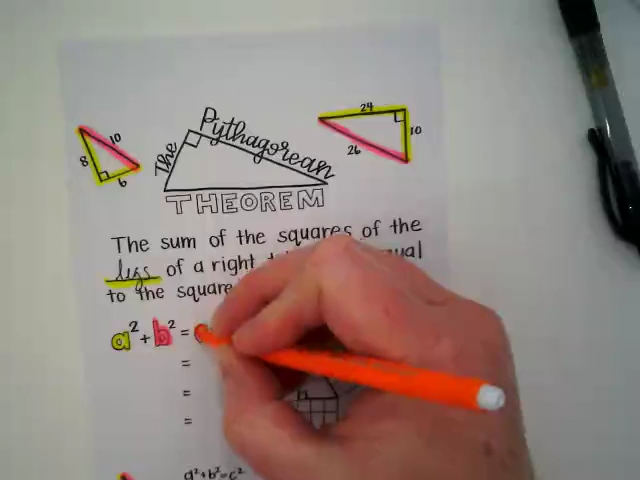 The Pythagorean
THEOREM
10
8
6
24
10
26
The sum of the squares of the
legs of a right
to the square
a² + b² =
=
=
=
a²+b²=c²